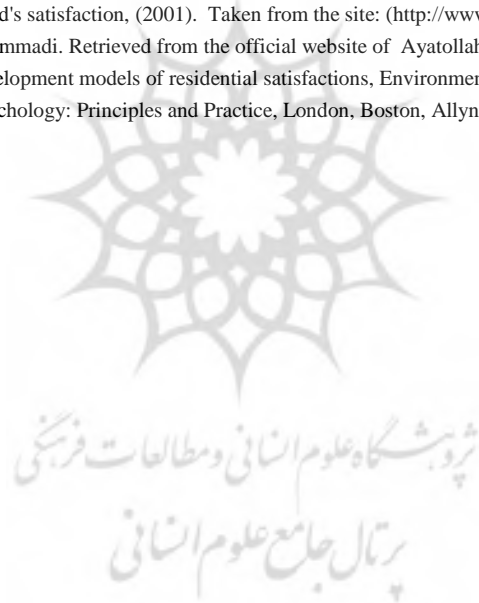 d's satisfaction, (2001). Taken from the site: (http://www
mmadi. Retrieved from the official website of Ayatollah
elopment models of residential satisfactions, Environmen
chology: Principles and Practice, London, Boston, Allyn
پژوهشگاه علوم انسانی و مطالعات فرهنگی
پرتال جامع علوم انسانی